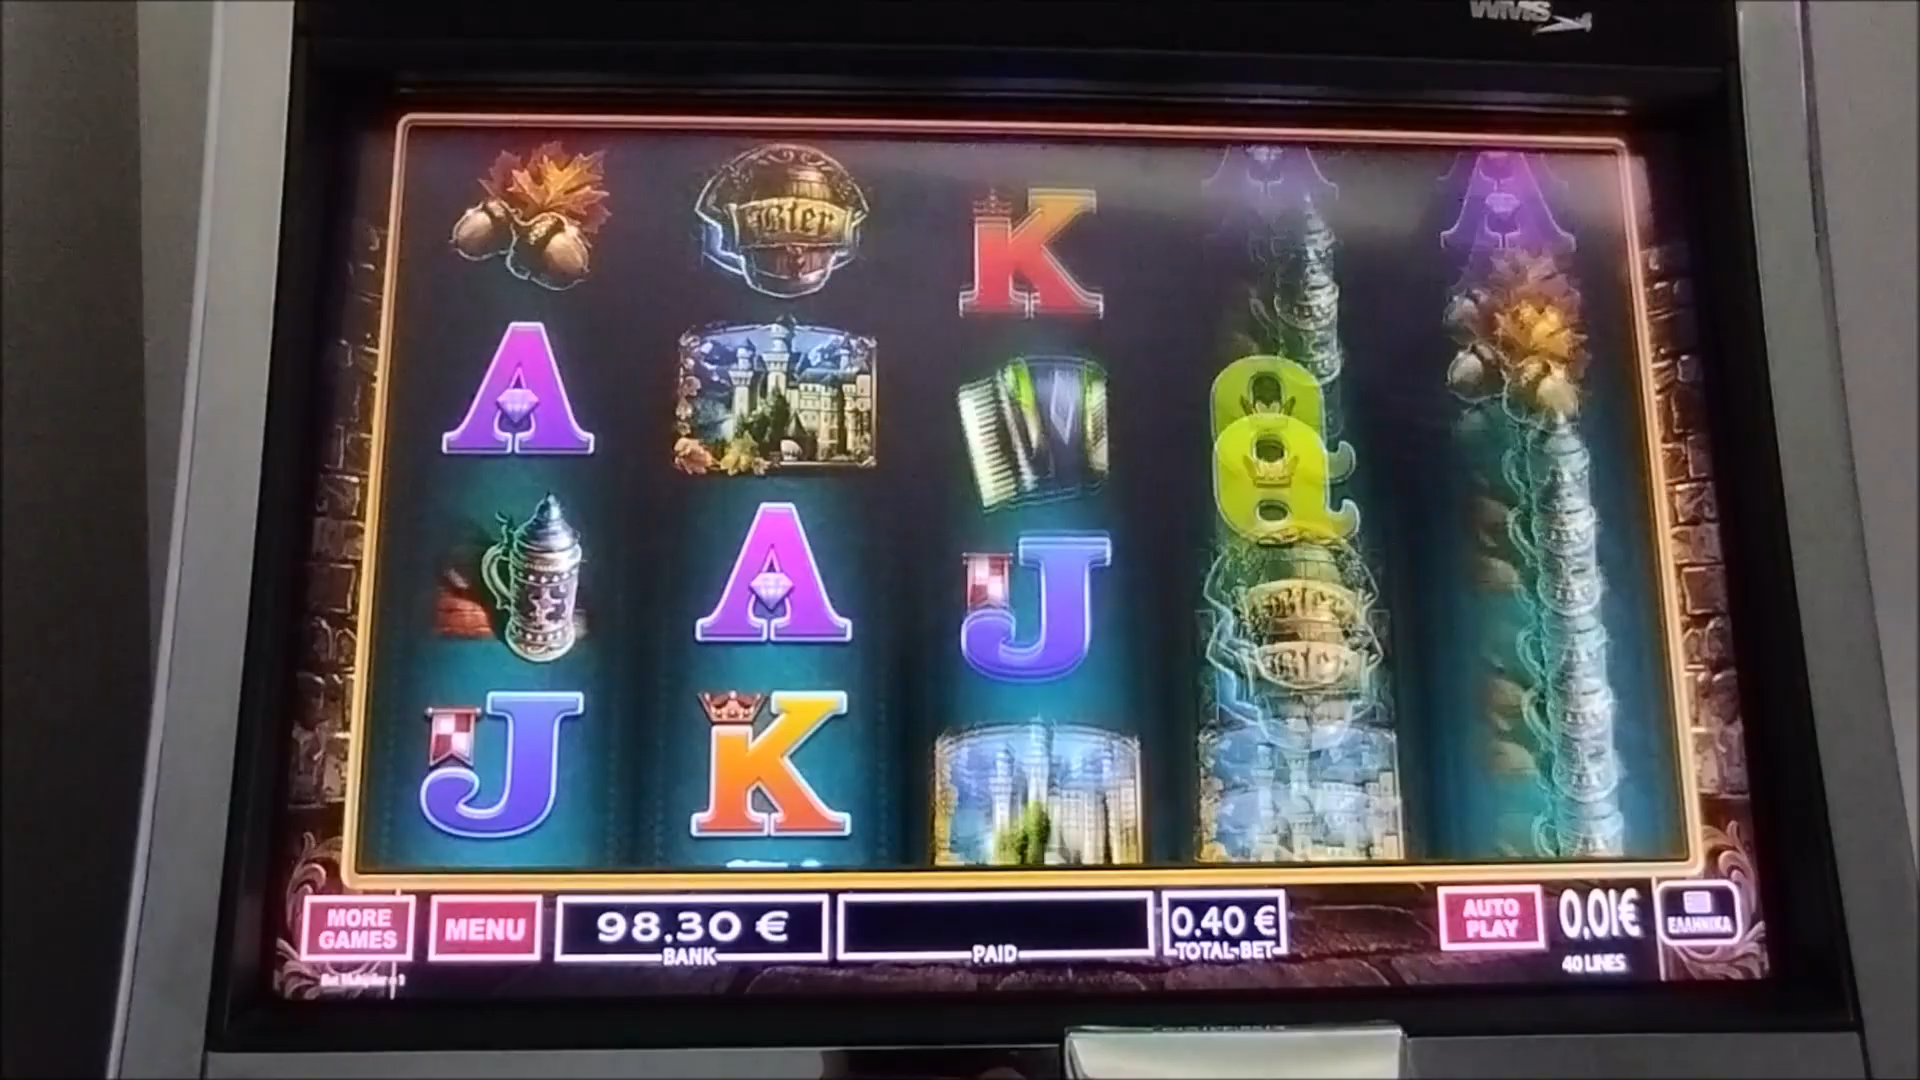 WMS
Bier
K
A
A
A
Q
Q
A
J
Bier
Bier
J
K
MORE GAMES
MENU
98.30 €
BANK
PAID
0.40 €
TOTAL BET
AUTO PLAY
0,01€
40 LINES
ΕΛΛΗΝΙΚΑ